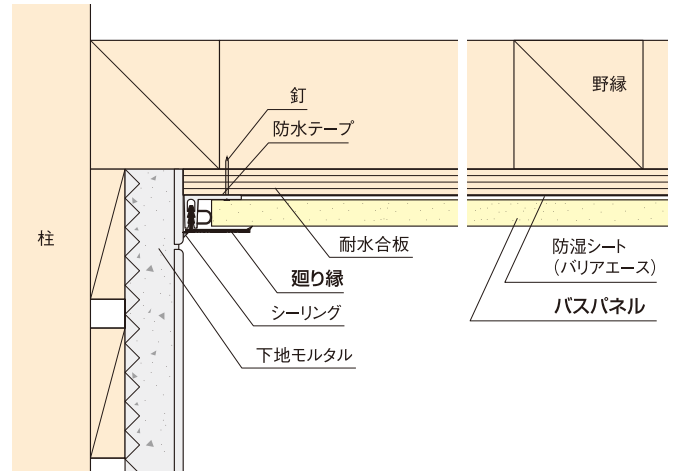 野縁
釘
防水テープ
柱
耐水合板
防湿シート
（バリアエース）
廻り縁
バスパネル
シーリング
下地モルタル